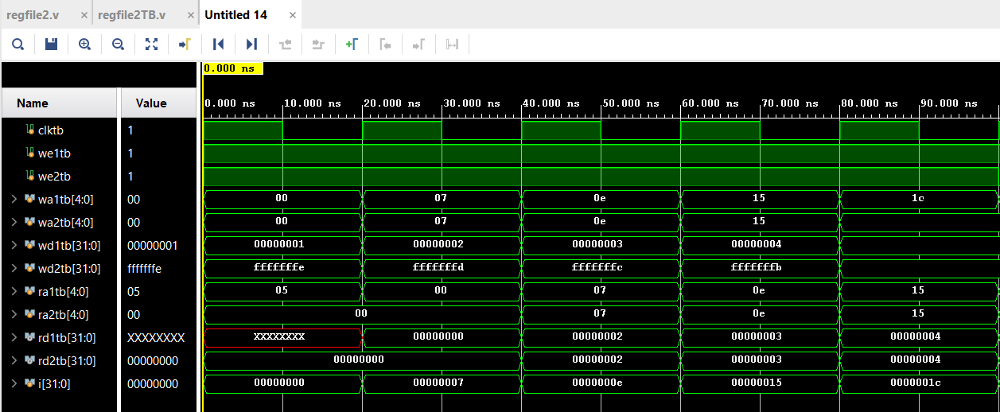 regfile2.v × regfile2TB.v × Untitled 14 ×
0.000 ns
Name Value 0.000 ns 10.000 ns 20.000 ns 30.000 ns 40.000 ns 50.000 ns 60.000 ns 70.000 ns 80.000 ns 90.000 ns
clktb 1
we1tb 1
we2tb 1
wa1tb[4:0] 00 00 07 0e 15 1c
wa2tb[4:0] 00 00 07 0e 15
wd1tb[31:0] 00000001 00000001 00000002 00000003 00000004
wd2tb[31:0] fffffffe fffffffe fffffffd fffffffc fffffffb
ra1tb[4:0] 05 05 00 07 0e 15
ra2tb[4:0] 00 00 07 0e 15
rd1tb[31:0] XXXXXXXX XXXXXXXX 00000000 00000002 00000003 00000004
rd2tb[31:0] 00000000 00000000 00000002 00000003 00000004
i[31:0] 00000000 00000000 00000007 0000000e 00000015 0000001c